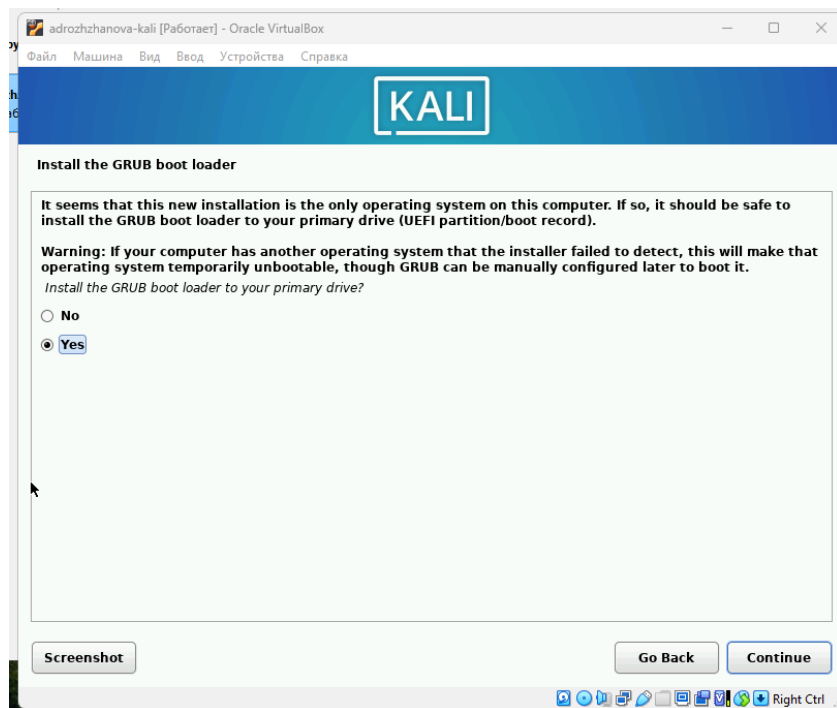 adrozhzhanova-kali [Работает] - Oracle VirtualBox
Файл Машина Вид Ввод Устройства Справка
KALI
Install the GRUB boot loader
It seems that this new installation is the only operating system on this computer. If so, it should be safe to
install the GRUB boot loader to your primary drive (UEFI partition/boot record).
Warning: If your computer has another operating system that the installer failed to detect, this will make that
operating system temporarily unbootable, though GRUB can be manually configured later to boot it.
Install the GRUB boot loader to your primary drive?
No
Yes
Screenshot Go Back Continue
Right Ctrl